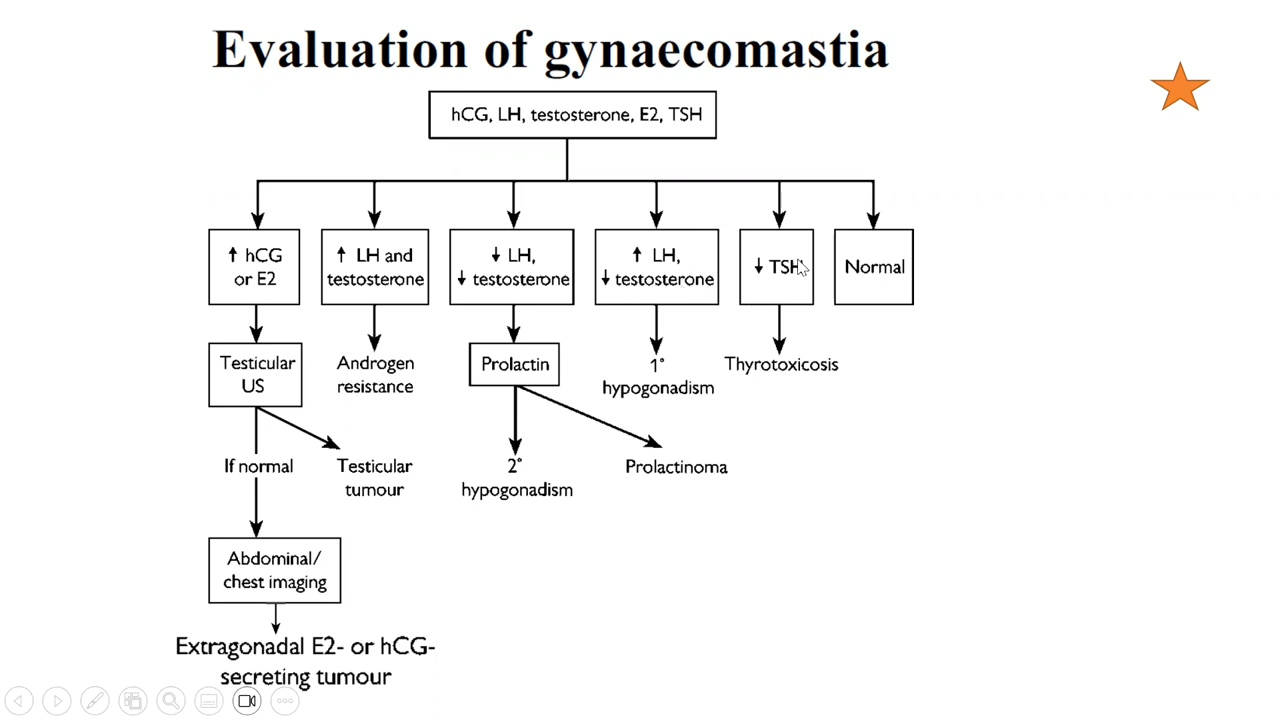 Evaluation of gynaecomastia
hCG, LH, testosterone, E2, TSH
↑ hCG
or E2
↑ LH and
testosterone
↓ LH,
↓ testosterone
↑ LH,
↓ testosterone
↓ TSH
Normal
Testicular
US
Androgen
resistance
Prolactin
1°
hypogonadism
Thyrotoxicosis
If normal
Testicular
tumour
2°
hypogonadism
Prolactinoma
Abdominal/
chest imaging
Extragonadal E2- or hCG-
secreting tumour